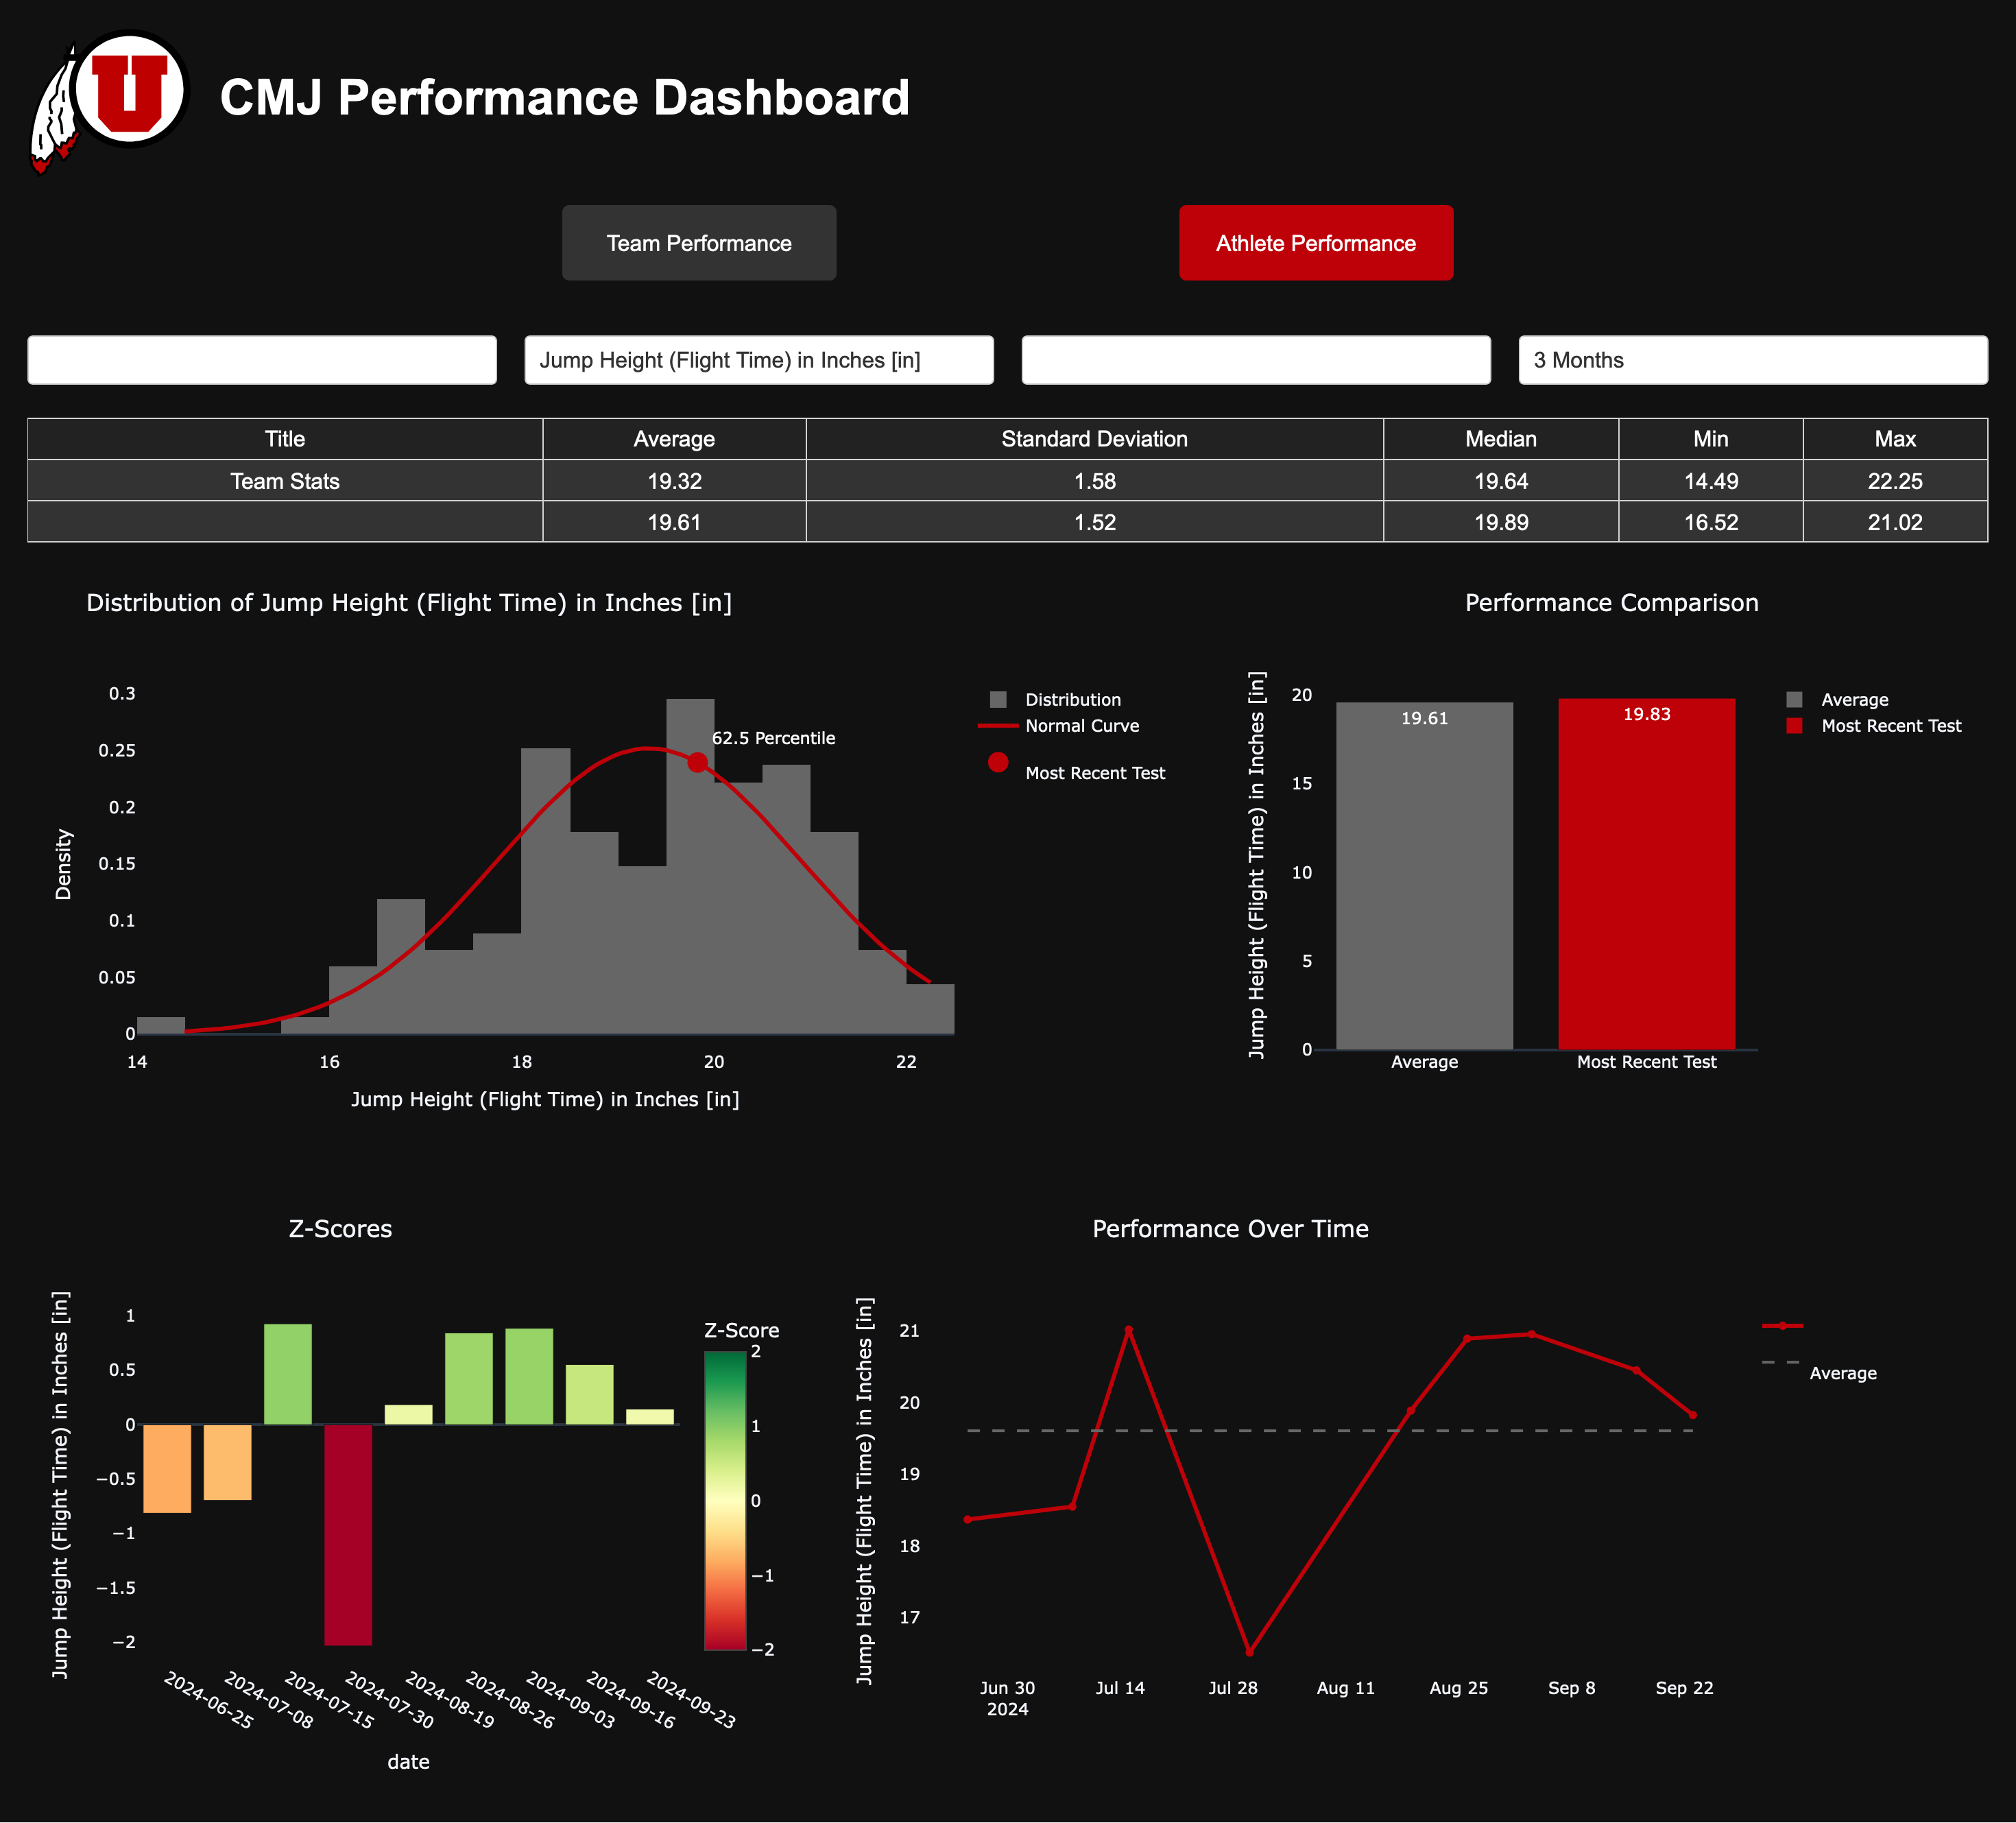 U
CMJ Performance Dashboard
Team Performance
Athlete Performance
Jump Height (Flight Time) in Inches [in]
3 Months
Title Average Standard Deviation Median Min Max
Team Stats 19.32 1.58 19.64 14.49 22.25
19.61 1.52 19.89 16.52 21.02
Distribution of Jump Height (Flight Time) in Inches [in]
0.3
0.25
0.2
0.15
0.1
0.05
0
Density
62.5 Percentile
14 16 18 20 22
Jump Height (Flight Time) in Inches [in]
Distribution
Normal Curve
Most Recent Test
Performance Comparison
Jump Height (Flight Time) in Inches [in]
20
15
10
5
0
19.61
19.83
Average
Most Recent Test
Average
Most Recent Test
Z-Scores
Jump Height (Flight Time) in Inches [in]
1
0.5
0
−0.5
−1
−1.5
−2
2024-06-25
2024-07-08
2024-07-15
2024-07-30
2024-08-19
2024-08-26
2024-09-03
2024-09-16
2024-09-23
date
Z-Score
2
1
0
−1
−2
Performance Over Time
Jump Height (Flight Time) in Inches [in]
21
20
19
18
17
Jun 30 Jul 14 Jul 28 Aug 11 Aug 25 Sep 8 Sep 22
2024
Average